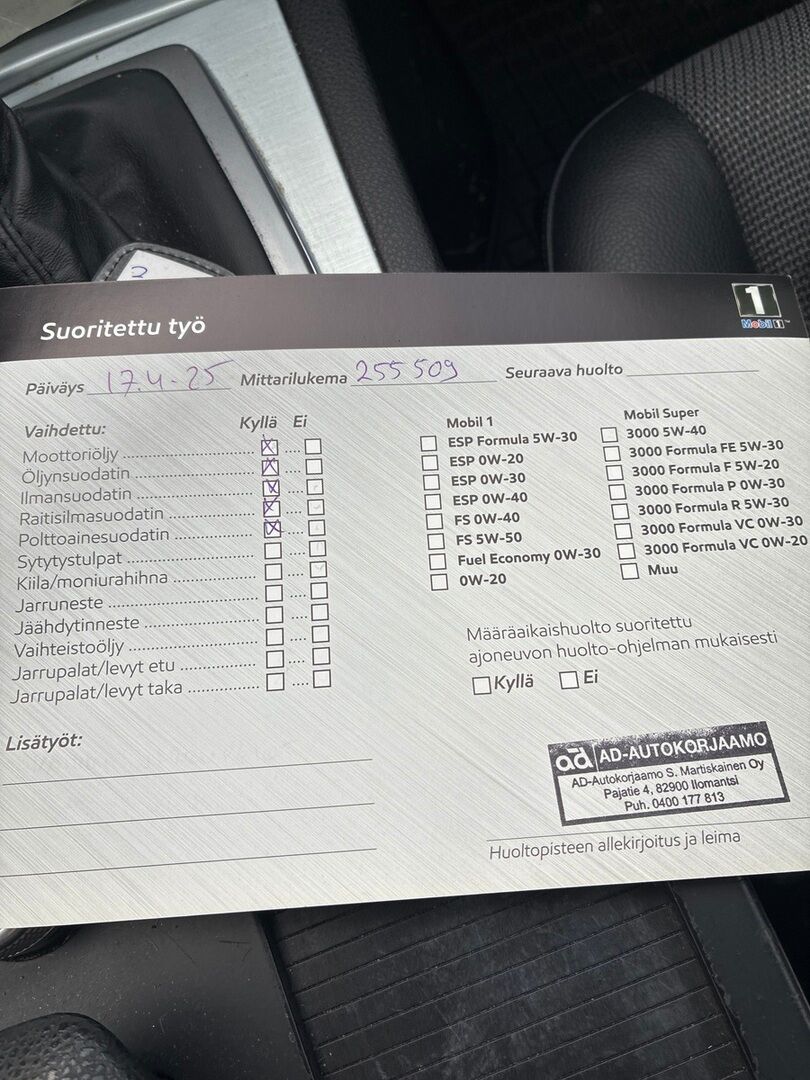 3
1
Mobil 1™
Suoritettu työ
Päiväys 17.4.-25 Mittarilukema 255 509 Seuraava huolto
Vaihdettu: Kyllä Ei
Moottoriöljy
Öljynsuodatin
Ilmansuodatin
Raitisilmasuodatin
Polttoainesuodatin
Sytytystulpat
Kiila/moniurahihna
Jarruneste
Jäähdytinneste
Vaihteistoöljy
Jarrupalat/levyt etu
Jarrupalat/levyt taka
Mobil 1
ESP Formula 5W-30
ESP 0W-20
ESP 0W-30
ESP 0W-40
FS 0W-40
FS 5W-50
Fuel Economy 0W-30
0W-20
Mobil Super
3000 5W-40
3000 Formula FE 5W-30
3000 Formula F 5W-20
3000 Formula P 0W-30
3000 Formula R 5W-30
3000 Formula VC 0W-30
3000 Formula VC 0W-20
Muu
Määräaikaishuolto suoritettu
ajoneuvon huolto-ohjelman mukaisesti
Kyllä Ei
Lisätyöt:
ad AD-AUTOKORJAAMO
AD-Autokorjaamo S. Martiskainen Oy
Pajatie 4, 82900 Ilomantsi
Puh. 0400 177 813
Huoltopisteen allekirjoitus ja leima